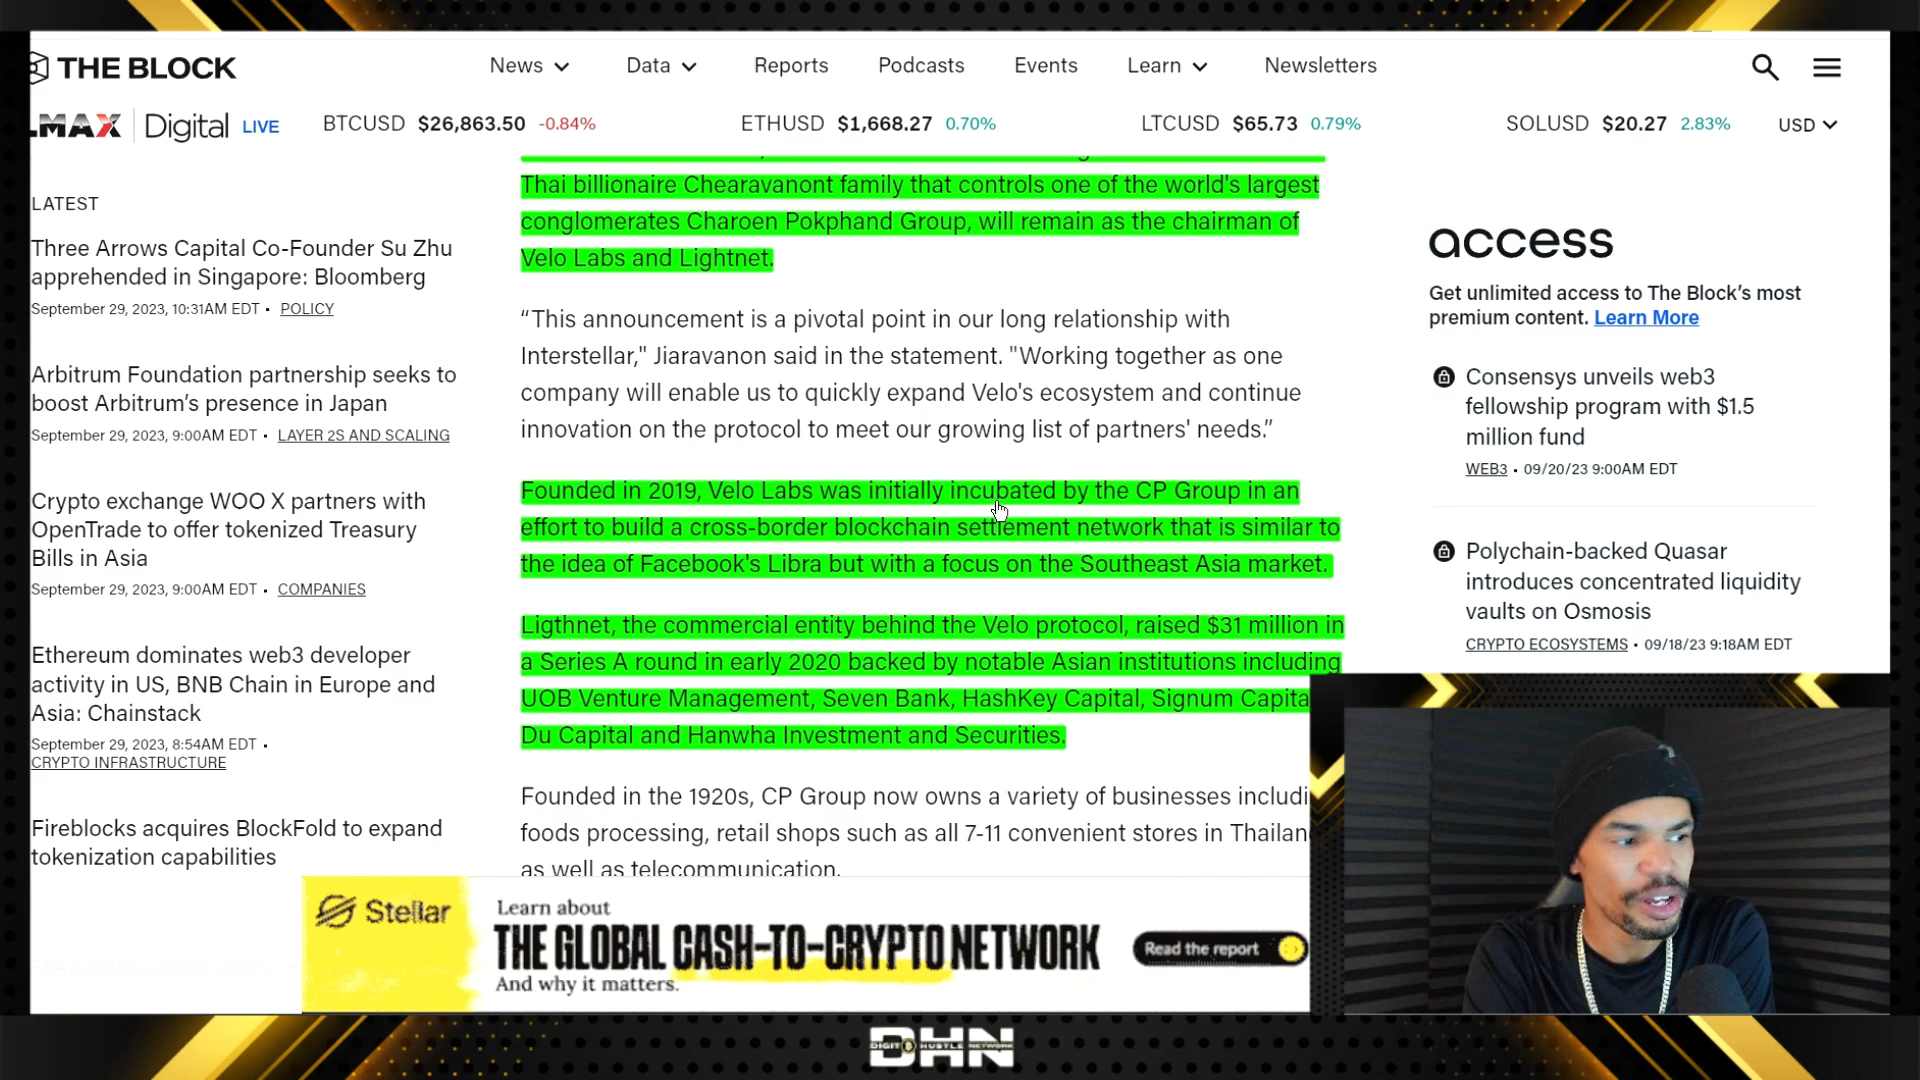 THE BLOCK
News
Data
Reports
Podcasts
Events
Learn
Newsletters
LMAX Digital LIVE
BTCUSD $26,863.50 -0.84%
ETHUSD $1,668.27 0.70%
LTCUSD $65.73 0.79%
SOLUSD $20.27 2.83%
USD
LATEST
Three Arrows Capital Co-Founder Su Zhu
apprehended in Singapore: Bloomberg
September 29, 2023, 10:31AM EDT • POLICY
Arbitrum Foundation partnership seeks to
boost Arbitrum's presence in Japan
September 29, 2023, 9:00AM EDT • LAYER 2S AND SCALING
Crypto exchange WOO X partners with
OpenTrade to offer tokenized Treasury
Bills in Asia
September 29, 2023, 9:00AM EDT • COMPANIES
Ethereum dominates web3 developer
activity in US, BNB Chain in Europe and
Asia: Chainstack
September 29, 2023, 8:54AM EDT •
CRYPTO INFRASTRUCTURE
Fireblocks acquires BlockFold to expand
tokenization capabilities
Thai billionaire Chearavanont family that controls one of the world's largest
conglomerates Charoen Pokphand Group, will remain as the chairman of
Velo Labs and Lightnet.
“This announcement is a pivotal point in our long relationship with
Interstellar," Jiaravanon said in the statement. "Working together as one
company will enable us to quickly expand Velo's ecosystem and continue
innovation on the protocol to meet our growing list of partners' needs.”
Founded in 2019, Velo Labs was initially incubated by the CP Group in an
effort to build a cross-border blockchain settlement network that is similar to
the idea of Facebook's Libra but with a focus on the Southeast Asia market.
Ligthnet, the commercial entity behind the Velo protocol, raised $31 million in
a Series A round in early 2020 backed by notable Asian institutions including
UOB Venture Management, Seven Bank, HashKey Capital, Signum Capita
Du Capital and Hanwha Investment and Securities.
Founded in the 1920s, CP Group now owns a variety of businesses includi
foods processing, retail shops such as all 7-11 convenient stores in Thailan
as well as telecommunication.
access
Get unlimited access to The Block's most
premium content. Learn More
Consensys unveils web3
fellowship program with $1.5
million fund
WEB3 • 09/20/23 9:00AM EDT
Polychain-backed Quasar
introduces concentrated liquidity
vaults on Osmosis
CRYPTO ECOSYSTEMS • 09/18/23 9:18AM EDT
Stellar
Learn about
THE GLOBAL CASH-TO-CRYPTO NETWORK
And why it matters.
Read the report
DHN
DIGIT HUSTLE NETWORK